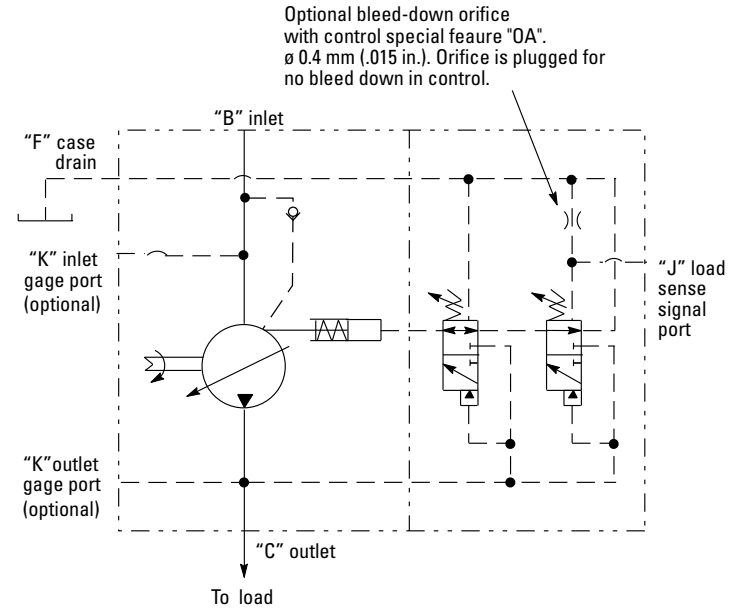 Optional bleed-down orifice
with control special feaure "OA".
ø 0.4 mm (.015 in.). Orifice is plugged for
no bleed down in control.
"B" inlet
"F" case
drain
"K" inlet
gage port
(optional)
"J" load
sense
signal
port
"K"outlet
gage port
(optional)
"C" outlet
To load